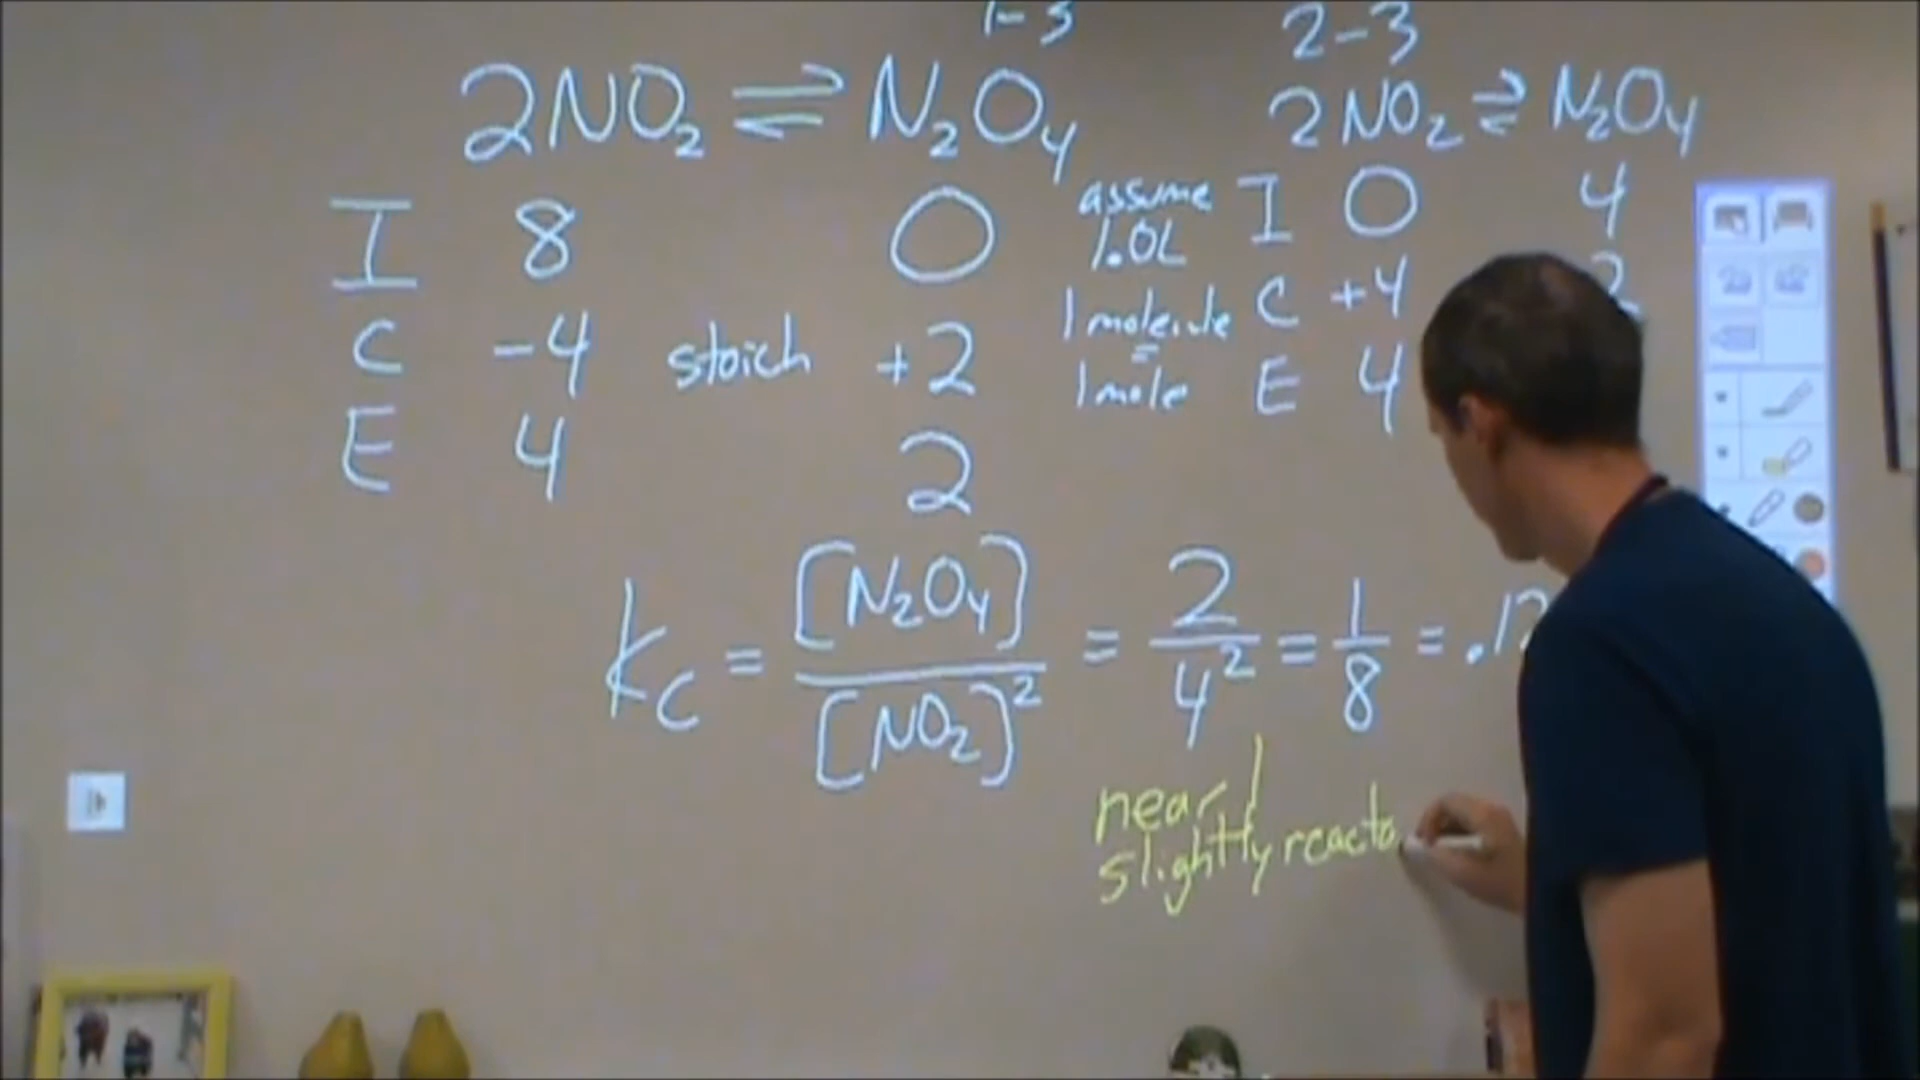 1-3
2NO₂ ⇌ N₂O₄
I 8 0
C -4 stoich +2
E 4 2
2-3
2NO₂ ⇌ N₂O₄
assume
1.0L
1 molecule
=
1 mole
I 0 4
C +4 2
E 4
Kc = [N₂O₄] / [NO₂]² = 2 / 4² = 1/8 = .12
near 1
slightly reacta